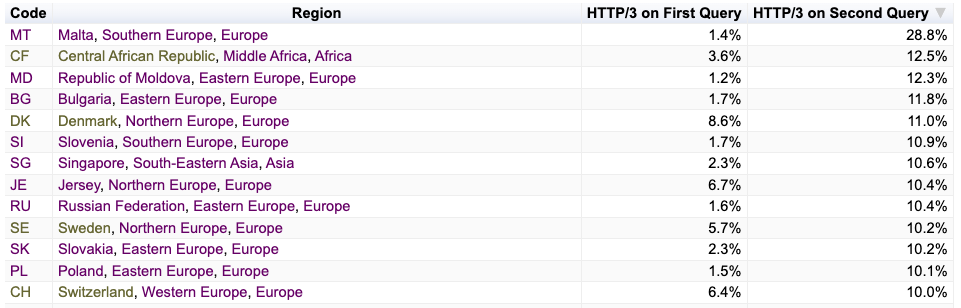 Code Region HTTP/3 on First Query HTTP/3 on Second Query ▼
MT Malta, Southern Europe, Europe 1.4% 28.8%
CF Central African Republic, Middle Africa, Africa 3.6% 12.5%
MD Republic of Moldova, Eastern Europe, Europe 1.2% 12.3%
BG Bulgaria, Eastern Europe, Europe 1.7% 11.8%
DK Denmark, Northern Europe, Europe 8.6% 11.0%
SI Slovenia, Southern Europe, Europe 1.7% 10.9%
SG Singapore, South-Eastern Asia, Asia 2.3% 10.6%
JE Jersey, Northern Europe, Europe 6.7% 10.4%
RU Russian Federation, Eastern Europe, Europe 1.6% 10.4%
SE Sweden, Northern Europe, Europe 5.7% 10.2%
SK Slovakia, Eastern Europe, Europe 2.3% 10.2%
PL Poland, Eastern Europe, Europe 1.5% 10.1%
CH Switzerland, Western Europe, Europe 6.4% 10.0%